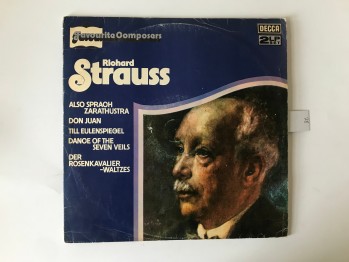 Favourite Composers
DECCA
Richard
Strauss
ALSO SPRACH
ZARATHUSTRA
DON JUAN
TILL EULENSPIEGEL
DANCE OF THE
SEVEN VEILS
DER
ROSENKAVALIER
-WALTZES